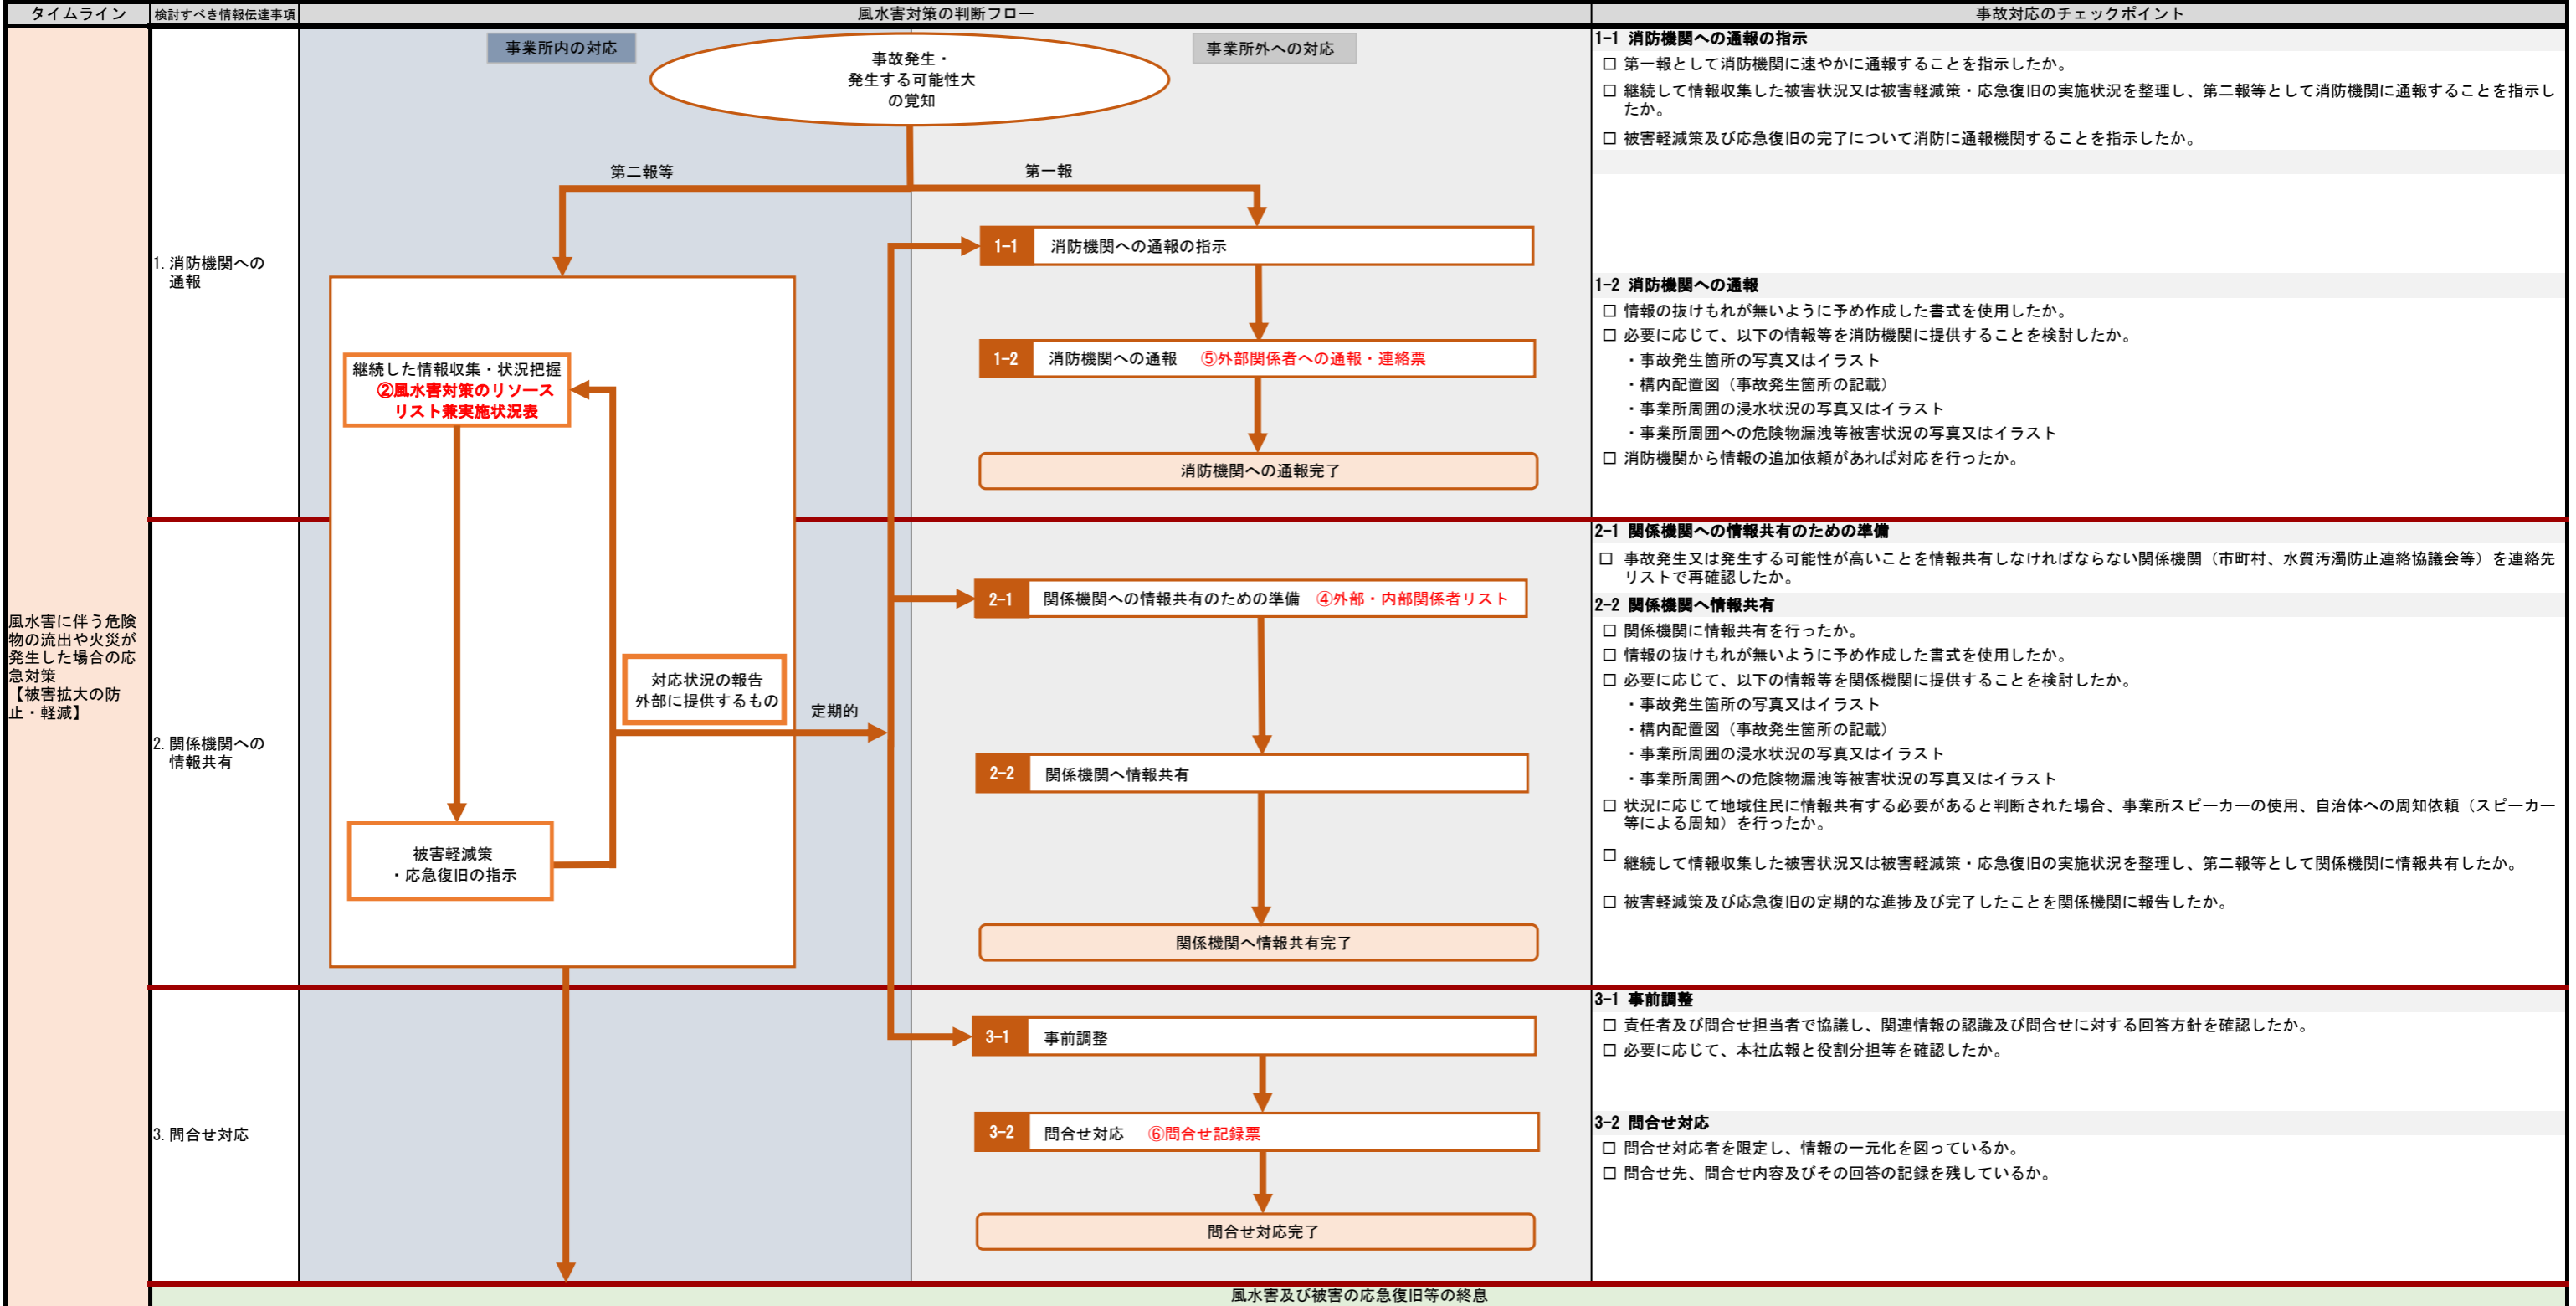 タイムライン
検討すべき情報伝達事項
風水害対策の判断フロー
事故対応のチェックポイント
風水害に伴う危険
物の流出や火災が
発生した場合の応
急対策
【被害拡大の防
止・軽減】
1. 消防機関への
通報
2. 関係機関への
情報共有
3. 問合せ対応
事業所内の対応
事業所外への対応
事故発生・
発生する可能性大
の覚知
第二報等
第一報
1-1 消防機関への通報の指示
1-2 消防機関への通報 ⑤外部関係者への通報・連絡票
消防機関への通報完了
継続した情報収集・状況把握
②風水害対策のリソース
リスト兼実施状況表
対応状況の報告
外部に提供するもの
定期的
被害軽減策
・応急復旧の指示
2-1 関係機関への情報共有のための準備 ④外部・内部関係者リスト
2-2 関係機関へ情報共有
関係機関へ情報共有完了
3-1 事前調整
3-2 問合せ対応 ⑥問合せ記録票
問合せ対応完了
1-1 消防機関への通報の指示
□ 第一報として消防機関に速やかに通報することを指示したか。
□ 継続して情報収集した被害状況又は被害軽減策・応急復旧の実施状況を整理し、第二報等として消防機関に通報することを指示し
たか。
□ 被害軽減策及び応急復旧の完了について消防に通報機関することを指示したか。
1-2 消防機関への通報
□ 情報の抜けもれが無いように予め作成した書式を使用したか。
□ 必要に応じて、以下の情報等を消防機関に提供することを検討したか。
・事故発生箇所の写真又はイラスト
・構内配置図（事故発生箇所の記載）
・事業所周囲の浸水状況の写真又はイラスト
・事業所周囲への危険物漏洩等被害状況の写真又はイラスト
□ 消防機関から情報の追加依頼があれば対応を行ったか。
2-1 関係機関への情報共有のための準備
□ 事故発生又は発生する可能性が高いことを情報共有しなければならない関係機関（市町村、水質汚濁防止連絡協議会等）を連絡先
リストで再確認したか。
2-2 関係機関へ情報共有
□ 関係機関に情報共有を行ったか。
□ 情報の抜けもれが無いように予め作成した書式を使用したか。
□ 必要に応じて、以下の情報等を関係機関に提供することを検討したか。
・事故発生箇所の写真又はイラスト
・構内配置図（事故発生箇所の記載）
・事業所周囲の浸水状況の写真又はイラスト
・事業所周囲への危険物漏洩等被害状況の写真又はイラスト
□ 状況に応じて地域住民に情報共有する必要があると判断された場合、事業所スピーカーの使用、自治体への周知依頼（スピーカー
等による周知）を行ったか。
□ 継続して情報収集した被害状況又は被害軽減策・応急復旧の実施状況を整理し、第二報等として関係機関に情報共有したか。
□ 被害軽減策及び応急復旧の定期的な進捗及び完了したことを関係機関に報告したか。
3-1 事前調整
□ 責任者及び問合せ担当者で協議し、関連情報の認識及び問合せに対する回答方針を確認したか。
□ 必要に応じて、本社広報と役割分担等を確認したか。
3-2 問合せ対応
□ 問合せ対応者を限定し、情報の一元化を図っているか。
□ 問合せ先、問合せ内容及びその回答の記録を残しているか。
風水害及び被害の応急復旧等の終息